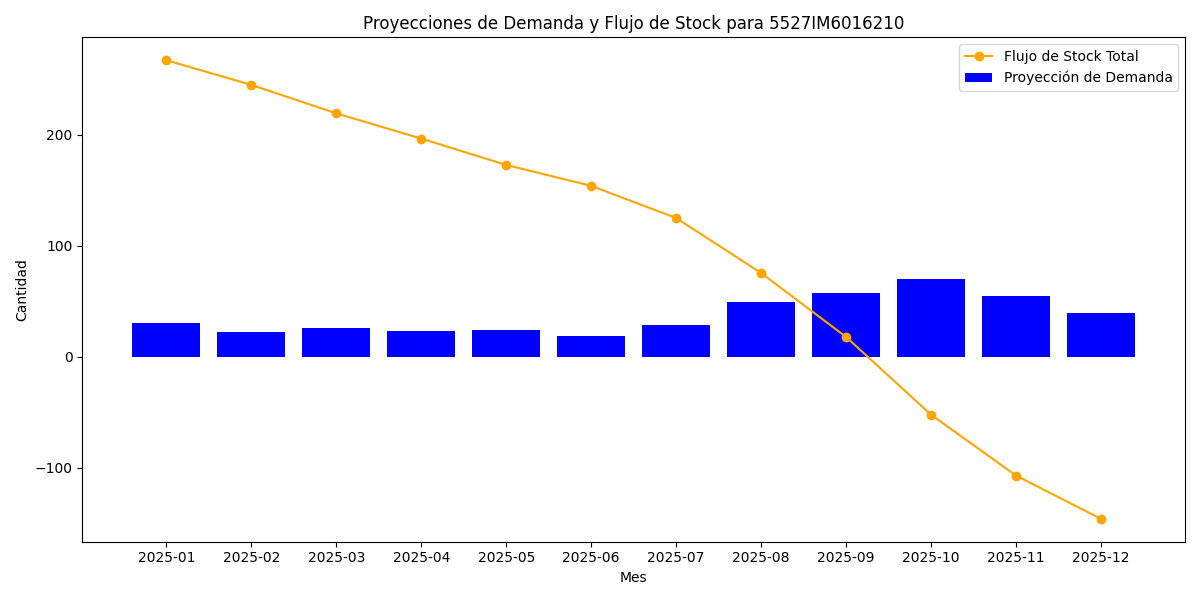 Proyecciones de Demanda y Flujo de Stock para 5527IM6016210
Flujo de Stock Total
Proyección de Demanda
Cantidad
200
100
0
−100
2025-01 2025-02 2025-03 2025-04 2025-05 2025-06 2025-07 2025-08 2025-09 2025-10 2025-11 2025-12
Mes